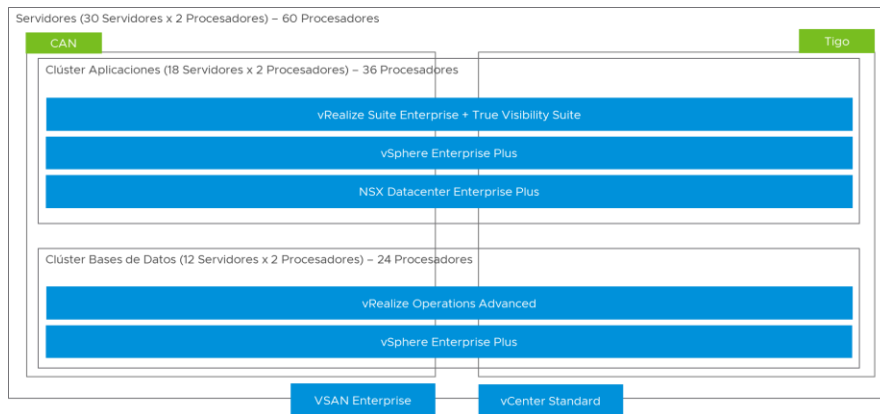 Servidores (30 Servidores x 2 Procesadores) – 60 Procesadores
CAN
Tigo
Clúster Aplicaciones (18 Servidores x 2 Procesadores) – 36 Procesadores
vRealize Suite Enterprise + True Visibility Suite
vSphere Enterprise Plus
NSX Datacenter Enterprise Plus
Clúster Bases de Datos (12 Servidores x 2 Procesadores) – 24 Procesadores
vRealize Operations Advanced
vSphere Enterprise Plus
VSAN Enterprise
vCenter Standard